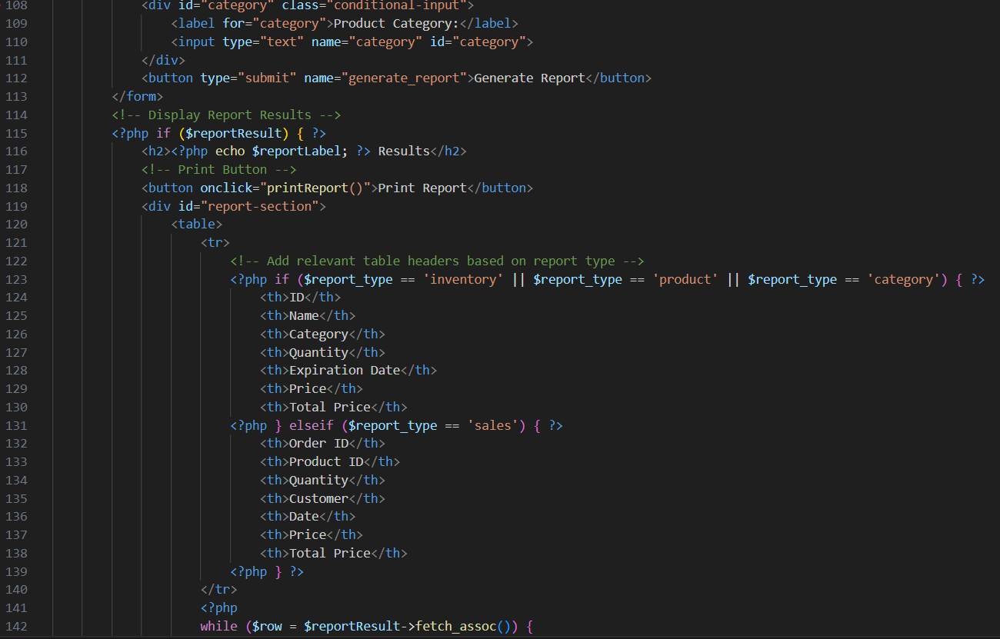 108 <div id="category" class="conditional-input">
109 <label for="category">Product Category:</label>
110 <input type="text" name="category" id="category">
111 </div>
112 <button type="submit" name="generate_report">Generate Report</button>
113 </form>
114 <!-- Display Report Results -->
115 <?php if ($reportResult) { ?>
116 <h2><?php echo $reportLabel; ?> Results</h2>
117 <!-- Print Button -->
118 <button onclick="printReport()">Print Report</button>
119 <div id="report-section">
120 <table>
121 <tr>
122 <!-- Add relevant table headers based on report type -->
123 <?php if ($report_type == 'inventory' || $report_type == 'product' || $report_type == 'category') { ?>
124 <th>ID</th>
125 <th>Name</th>
126 <th>Category</th>
127 <th>Quantity</th>
128 <th>Expiration Date</th>
129 <th>Price</th>
130 <th>Total Price</th>
131 <?php } elseif ($report_type == 'sales') { ?>
132 <th>Order ID</th>
133 <th>Product ID</th>
134 <th>Quantity</th>
135 <th>Customer</th>
136 <th>Date</th>
137 <th>Price</th>
138 <th>Total Price</th>
139 <?php } ?>
140 </tr>
141 <?php
142 while ($row = $reportResult->fetch_assoc()) {